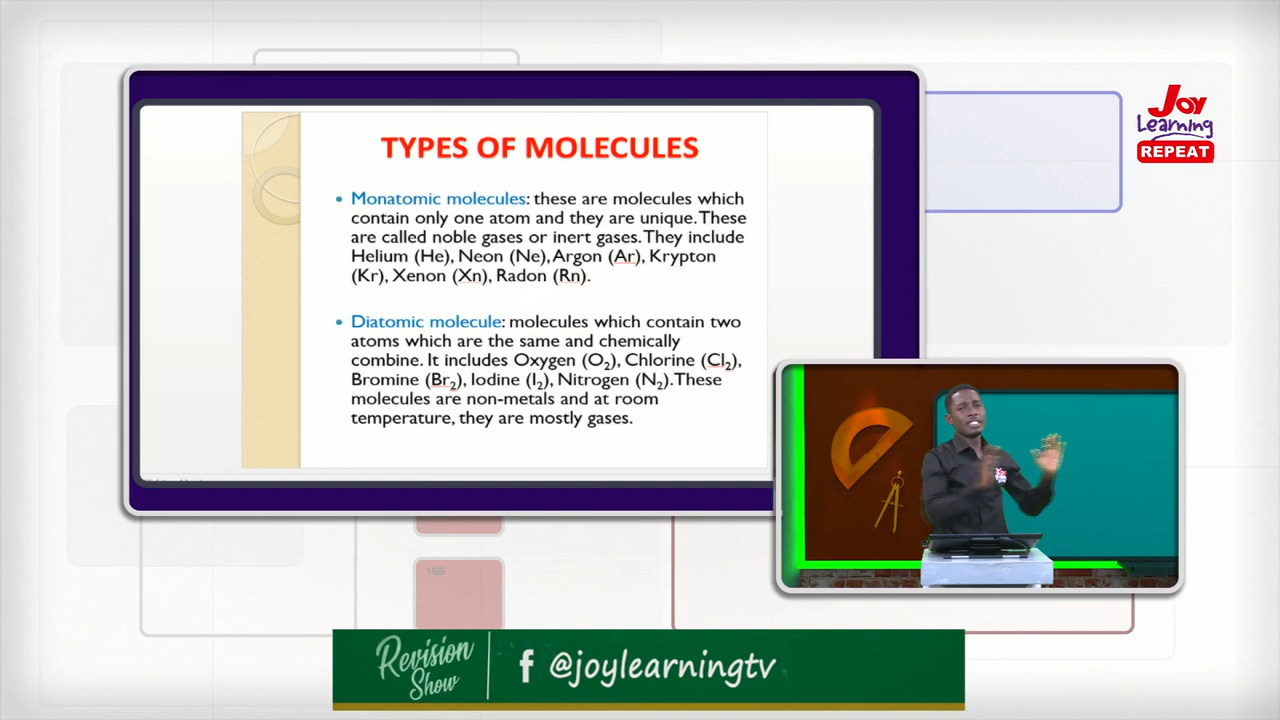 TYPES OF MOLECULES
• Monatomic molecules: these are molecules which
contain only one atom and they are unique. These
are called noble gases or inert gases. They include
Helium (He), Neon (Ne), Argon (Ar), Krypton
(Kr), Xenon (Xn), Radon (Rn).
• Diatomic molecule: molecules which contain two
atoms which are the same and chemically
combine. It includes Oxygen (O₂), Chlorine (Cl₂),
Bromine (Br₂), Iodine (I₂), Nitrogen (N₂). These
molecules are non-metals and at room
temperature, they are mostly gases.
Joy
Learning
REPEAT
Revision
Show
f @joylearningtv